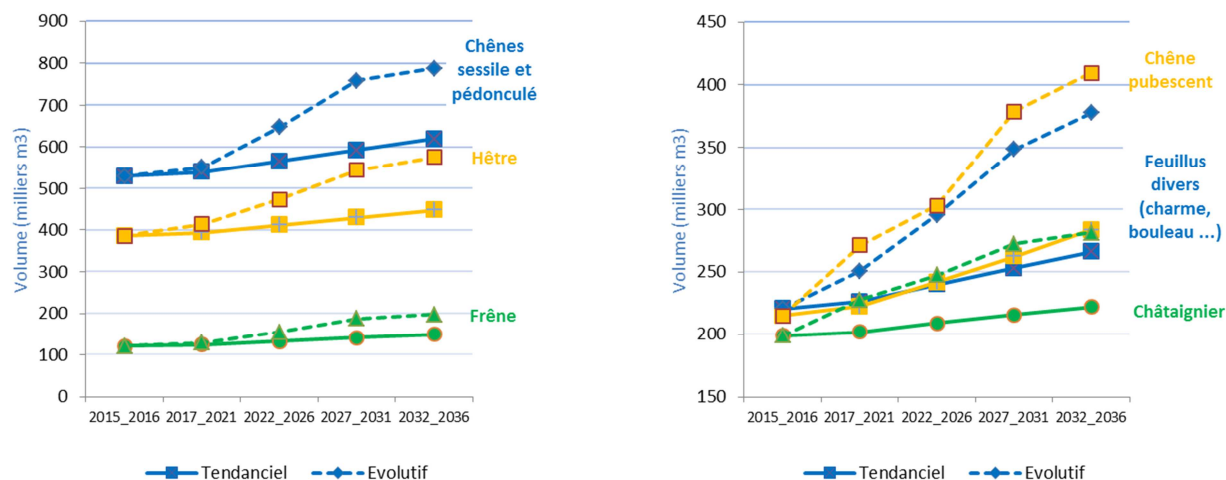 900
800
700
600
500
400
300
200
100
0
Volume (milliers m3)
Chênes
sessile et
pédonculé
Hêtre
Frêne
2015_2016 2017_2021 2022_2026 2027_2031 2032_2036
Tendanciel Evolutif
450
400
350
300
250
200
150
Volume (milliers m3)
Chêne
pubescent
Feuillus
divers
(charme,
bouleau ...)
Châtaignier
2015_2016 2017_2021 2022_2026 2027_2031 2032_2036
Tendanciel Evolutif